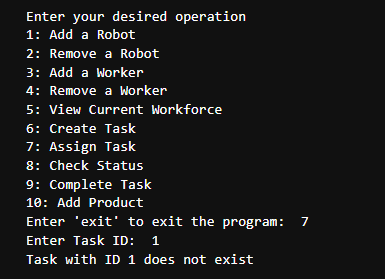 Enter your desired operation
1: Add a Robot
2: Remove a Robot
3: Add a Worker
4: Remove a Worker
5: View Current Workforce
6: Create Task
7: Assign Task
8: Check Status
9: Complete Task
10: Add Product
Enter 'exit' to exit the program:  7
Enter Task ID:  1
Task with ID 1 does not exist